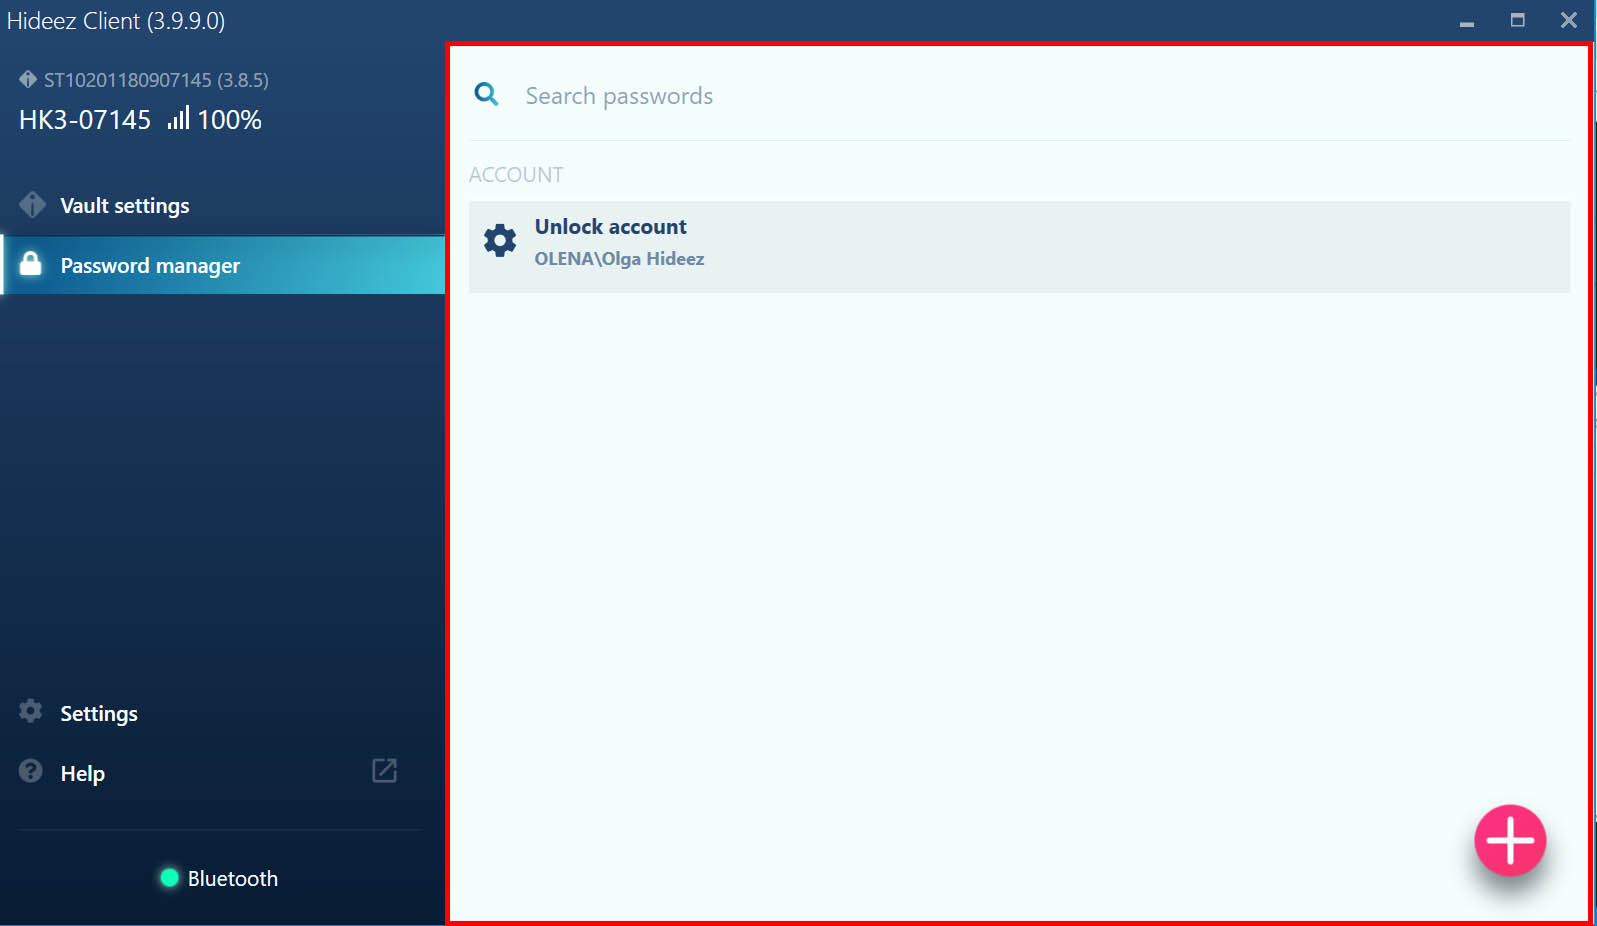 Hideez Client (3.9.9.0)
ST10201180907145 (3.8.5)
HK3-07145 100%
Vault settings
Password manager
Settings
Help
Bluetooth
Search passwords
ACCOUNT
Unlock account
OLENA\Olga Hideez